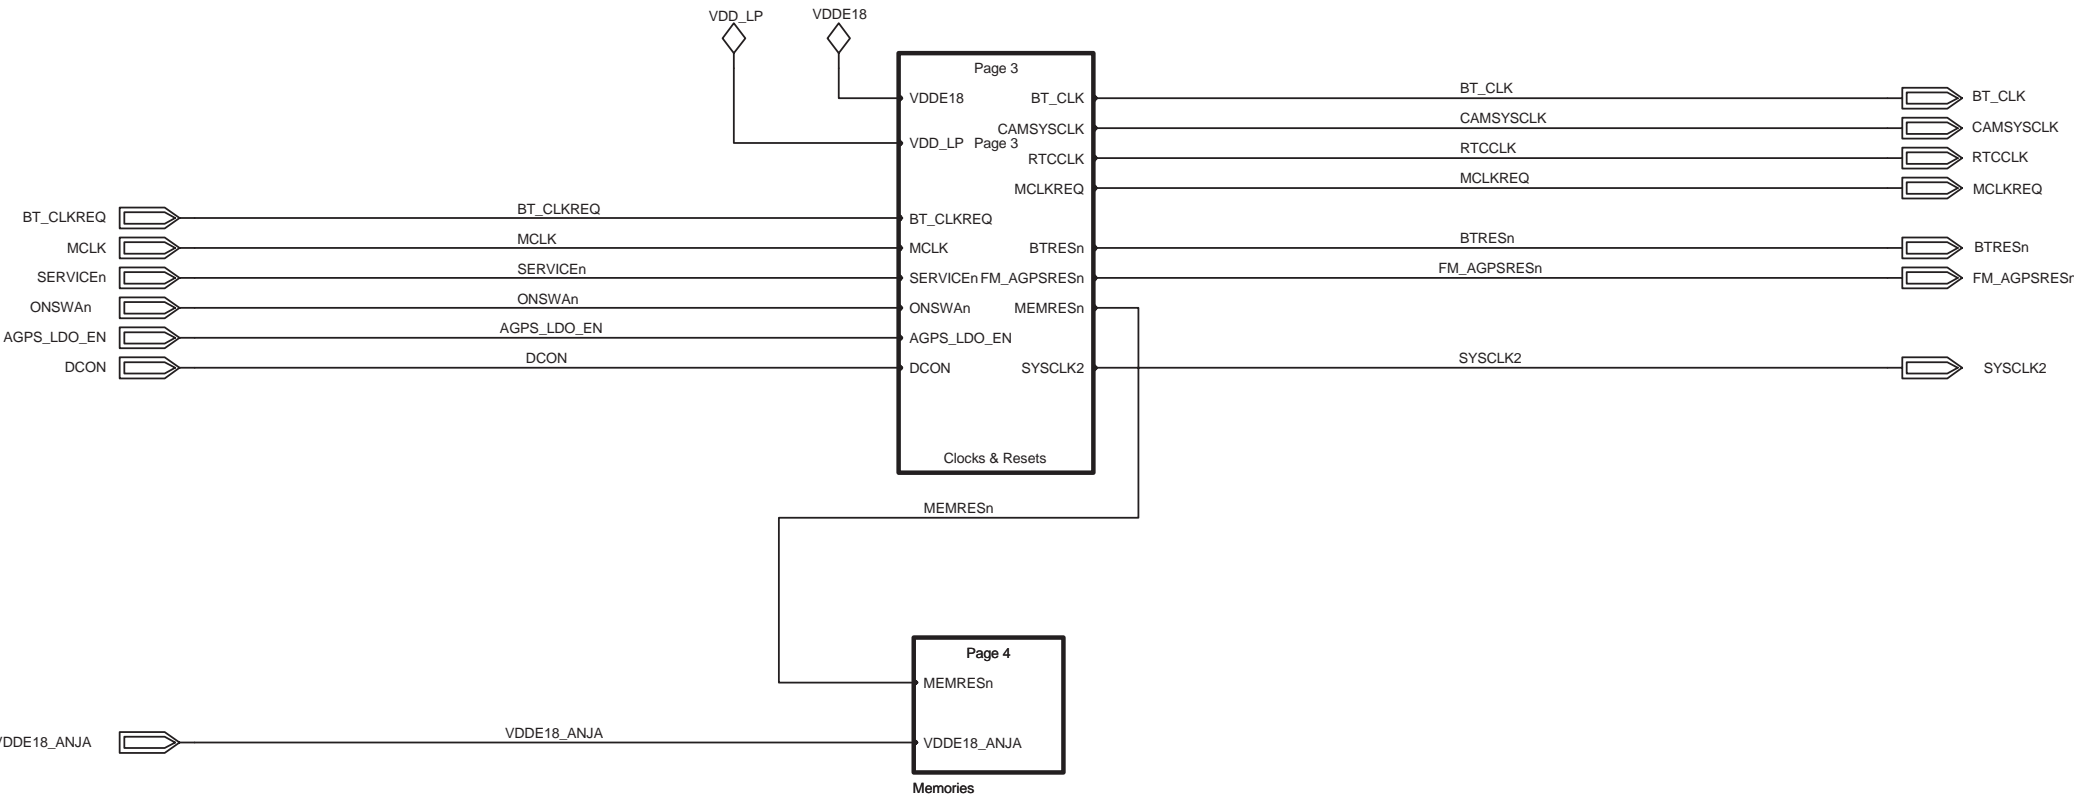 VDD_LP VDDE18
Page 3
VDDE18 BT_CLK BT_CLK BT_CLK
CAMSYSCLK CAMSYSCLK CAMSYSCLK
VDD_LP Page 3
RTCCLK RTCCLK RTCCLK
MCLKREQ MCLKREQ MCLKREQ
BT_CLKREQ BT_CLKREQ BT_CLKREQ
MCLK MCLK MCLK BTRESn BTRESn BTRESn
SERVICEn SERVICEn SERVICEn FM_AGPSRESn FM_AGPSRESn FM_AGPSRESn
ONSWAn ONSWAn ONSWAn MEMRESn
AGPS_LDO_EN AGPS_LDO_EN AGPS_LDO_EN
DCON DCON DCON SYSCLK2 SYSCLK2 SYSCLK2
Clocks & Resets
MEMRESn
Page 4
MEMRESn
VDDE18_ANJA VDDE18_ANJA VDDE18_ANJA
Memories